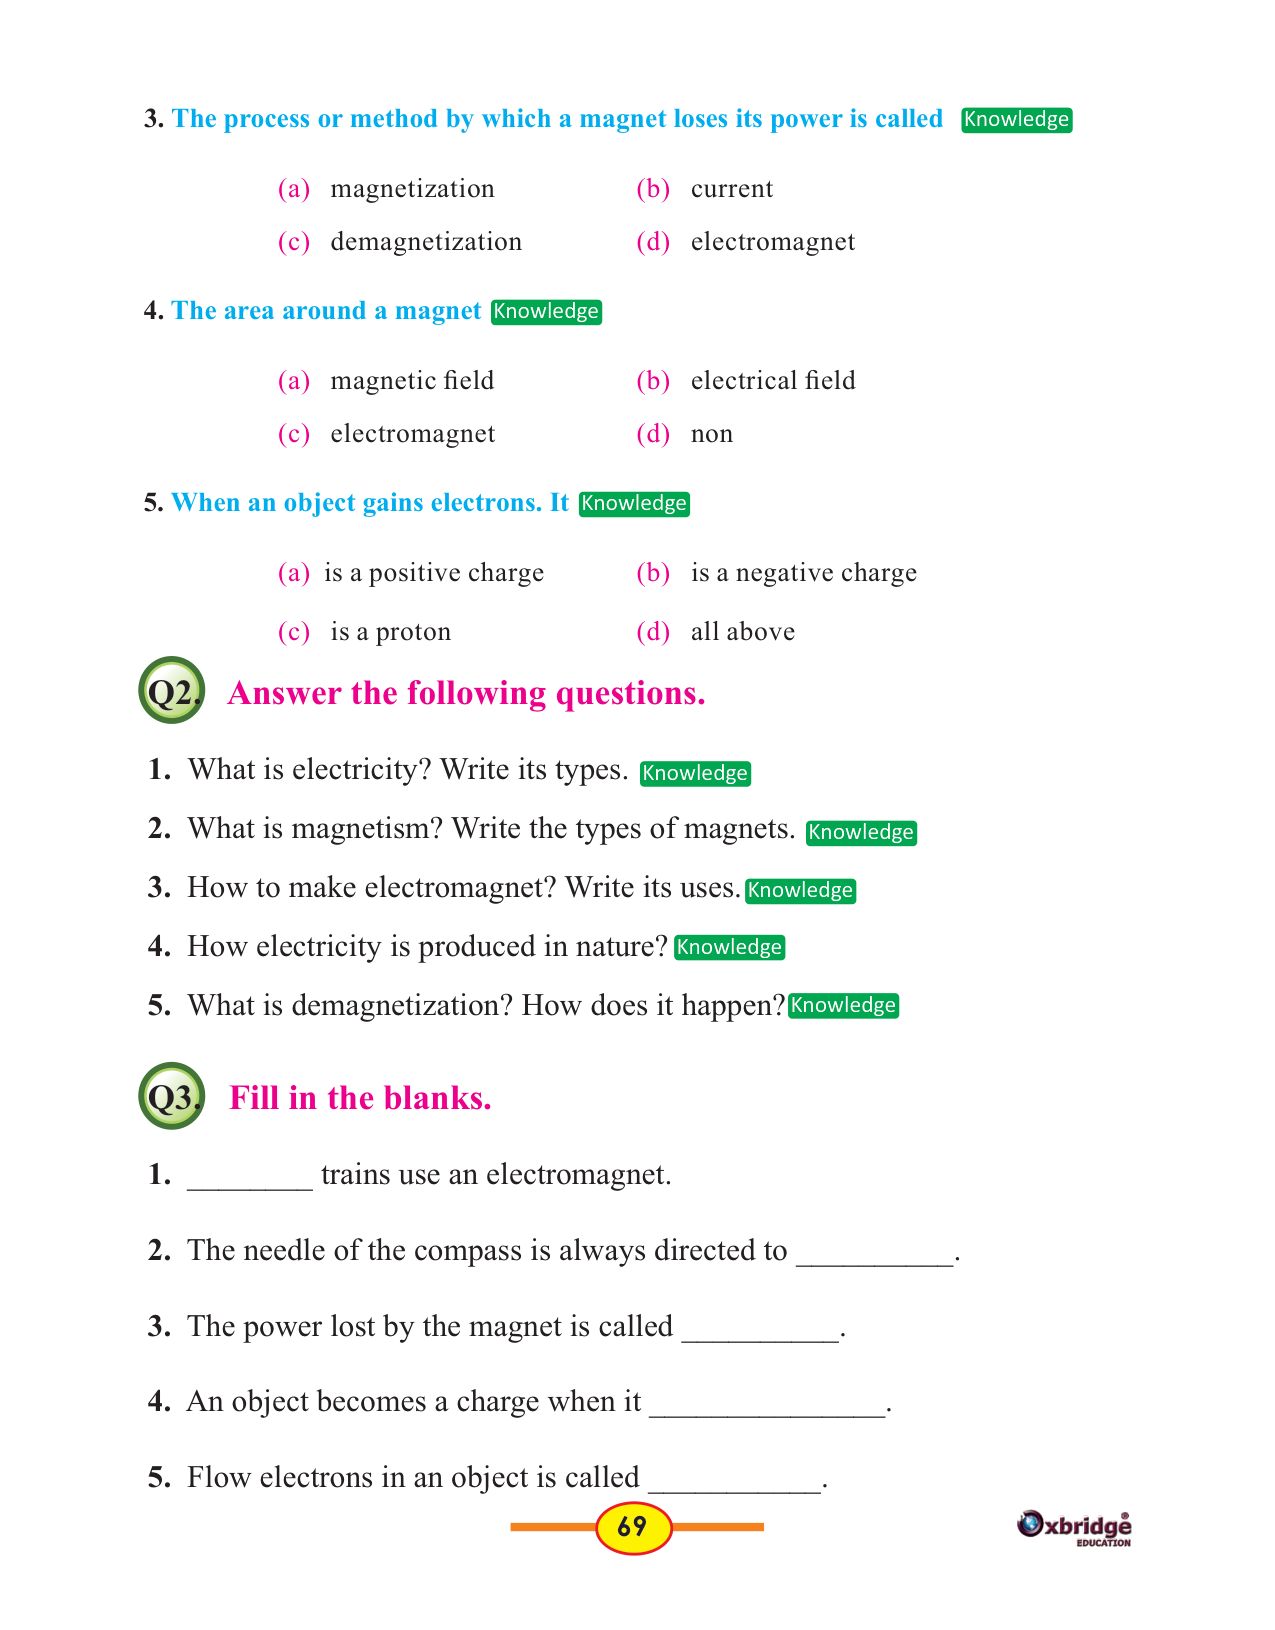 3. The process or method by which a magnet loses its power is called Knowledge
(a) magnetization (b) current
(c) demagnetization (d) electromagnet
4. The area around a magnet Knowledge
(a) magnetic field (b) electrical field
(c) electromagnet (d) non
5. When an object gains electrons. It Knowledge
(a) is a positive charge (b) is a negative charge
(c) is a proton (d) all above
Q2. Answer the following questions.
1. What is electricity? Write its types. Knowledge
2. What is magnetism? Write the types of magnets. Knowledge
3. How to make electromagnet? Write its uses. Knowledge
4. How electricity is produced in nature? Knowledge
5. What is demagnetization? How does it happen? Knowledge
Q3. Fill in the blanks.
1. ________ trains use an electromagnet.
2. The needle of the compass is always directed to __________.
3. The power lost by the magnet is called __________.
4. An object becomes a charge when it _______________.
5. Flow electrons in an object is called ___________.
69
Oxbridge®
EDUCATION